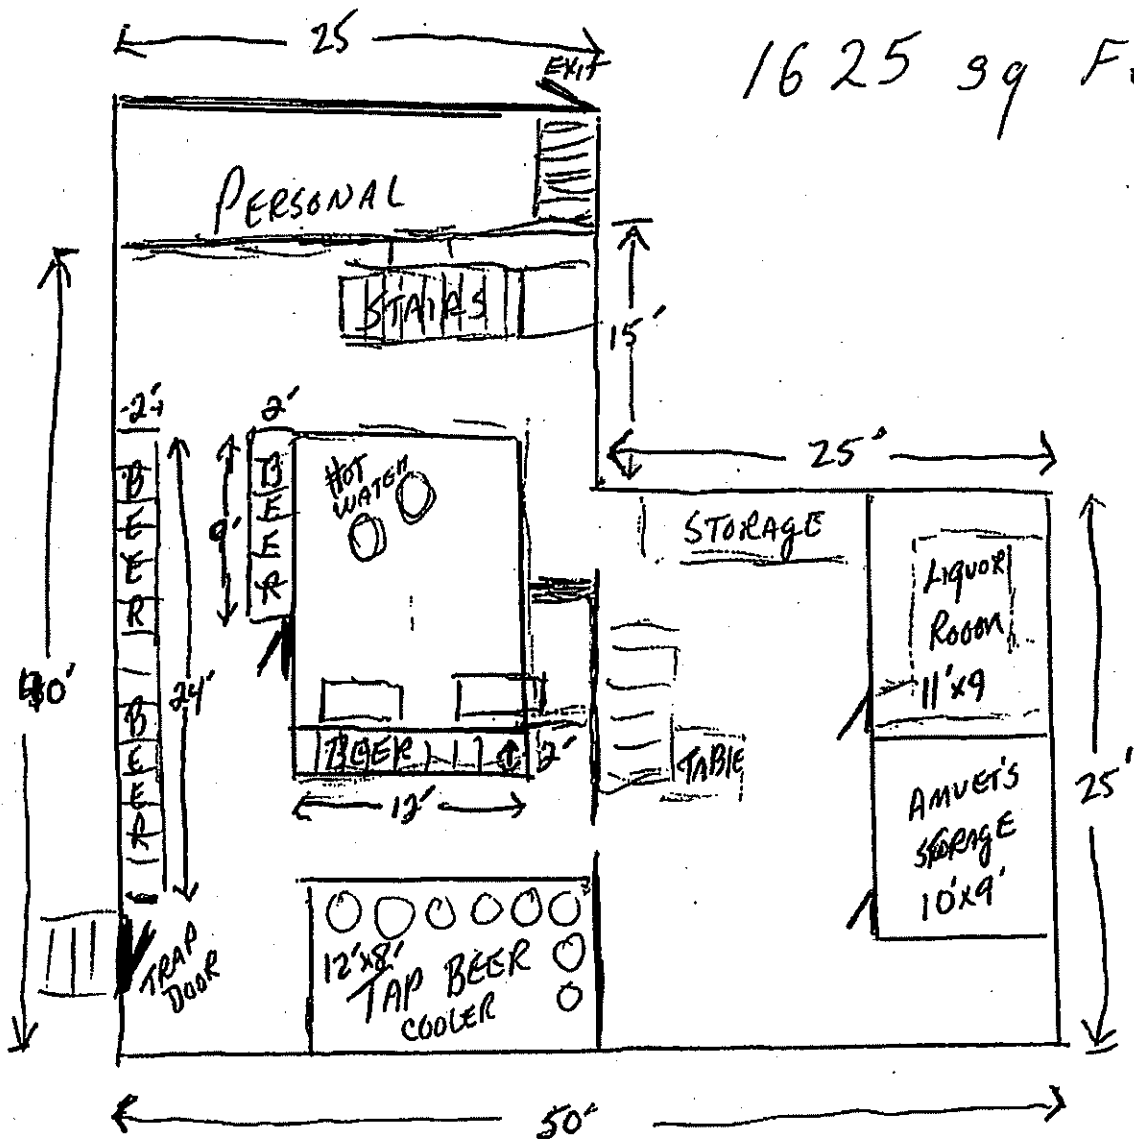 25'
EXIT
1625 sq F
PERSONAL
STAIRS
15'
2'
2'
25'
BEER
BEER
9'
HOT
WATER
STORAGE
LIQUOR
ROOOM
11'x9
24'
BEER
BEER
2'
TABLE
12'
AMVET'S
STORAGE
10'x9'
25'
TRAP
DOOR
12'x8'
TAP BEER
COOLER
50'